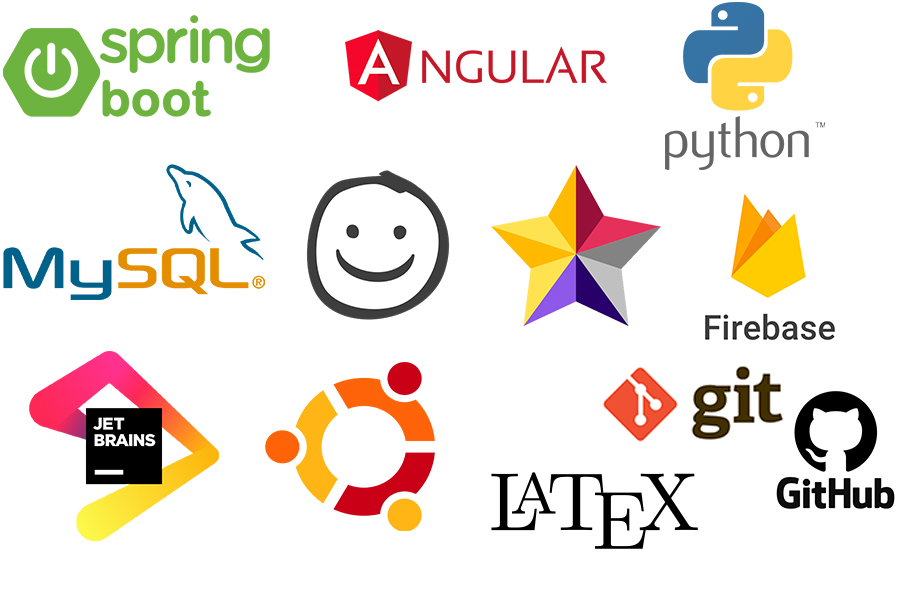 spring
boot
ANGULAR
python™
MySQL®
Firebase
JET
BRAINS
git
GitHub
LATEX